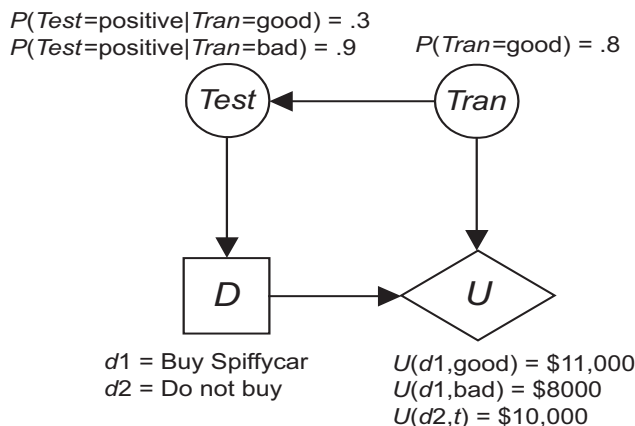 P(Test=positive|Tran=good) = .3
P(Test=positive|Tran=bad) = .9
P(Tran=good) = .8
Test
Tran
D
U
d1 = Buy Spiffycar
d2 = Do not buy
U(d1,good) = $11,000
U(d1,bad) = $8000
U(d2,t) = $10,000